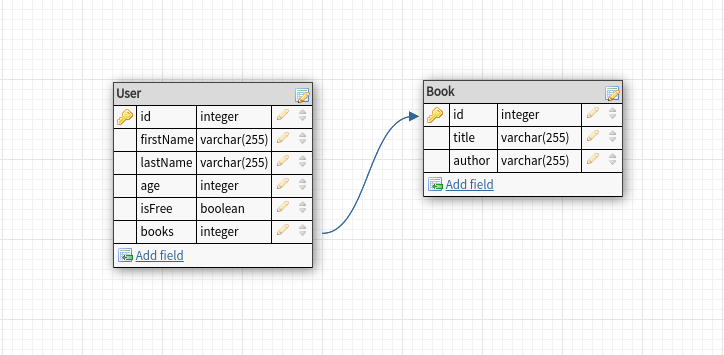 User
id integer
firstName varchar(255)
lastName varchar(255)
age integer
isFree boolean
books integer
Add field
Book
id integer
title varchar(255)
author varchar(255)
Add field